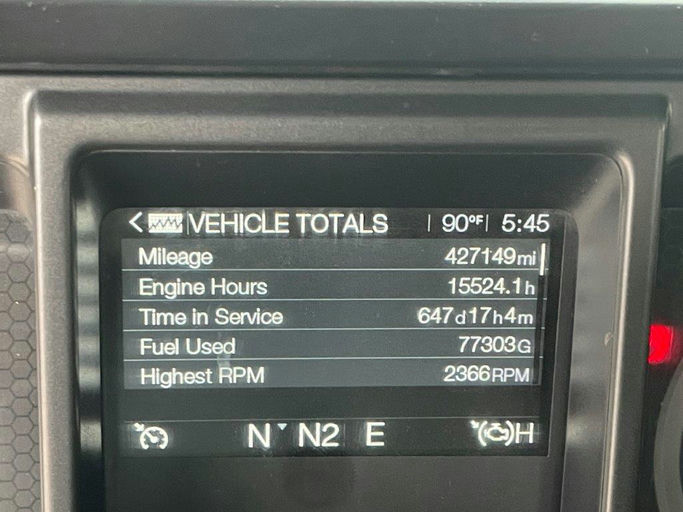 VEHICLE TOTALS 90°F 5:45
Mileage 427149mi
Engine Hours 15524.1h
Time in Service 647d17h4m
Fuel Used 77303G
Highest RPM 2366RPM
N N2 E H